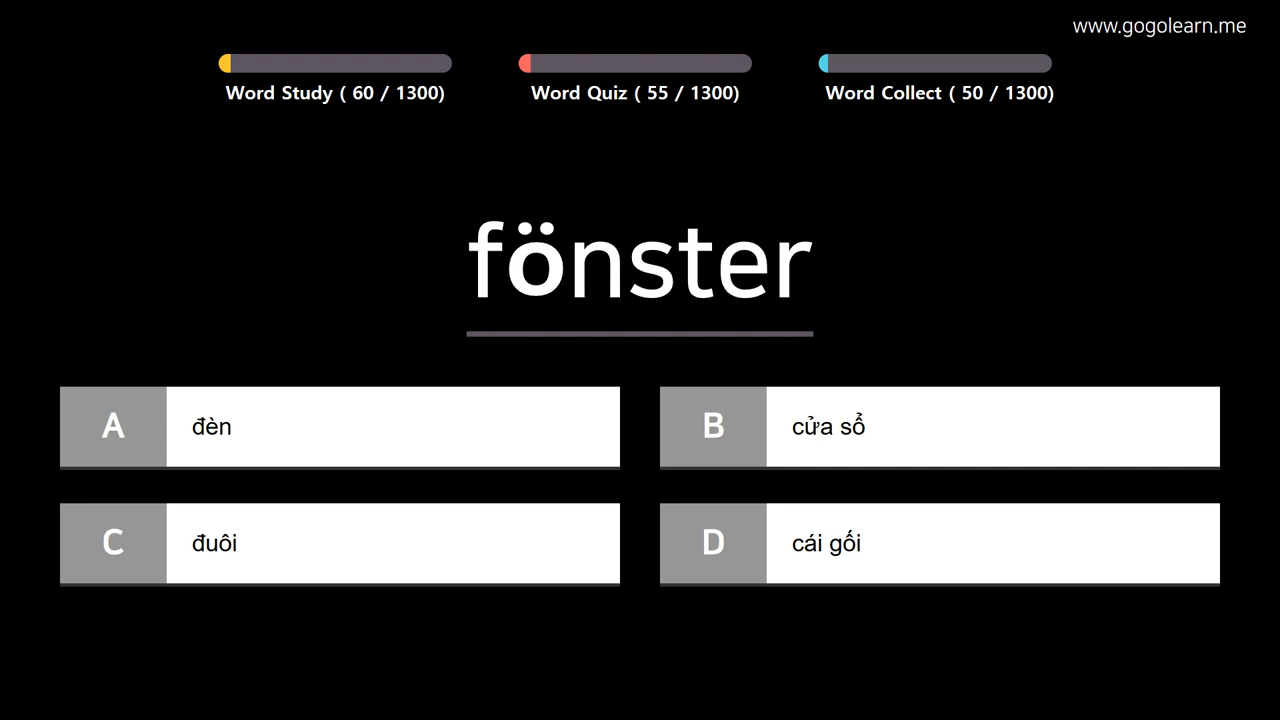 www.gogolearn.me
Word Study ( 60 / 1300)
Word Quiz ( 55 / 1300)
Word Collect ( 50 / 1300)
fönster
A đèn
B cửa sổ
C đuôi
D cái gối